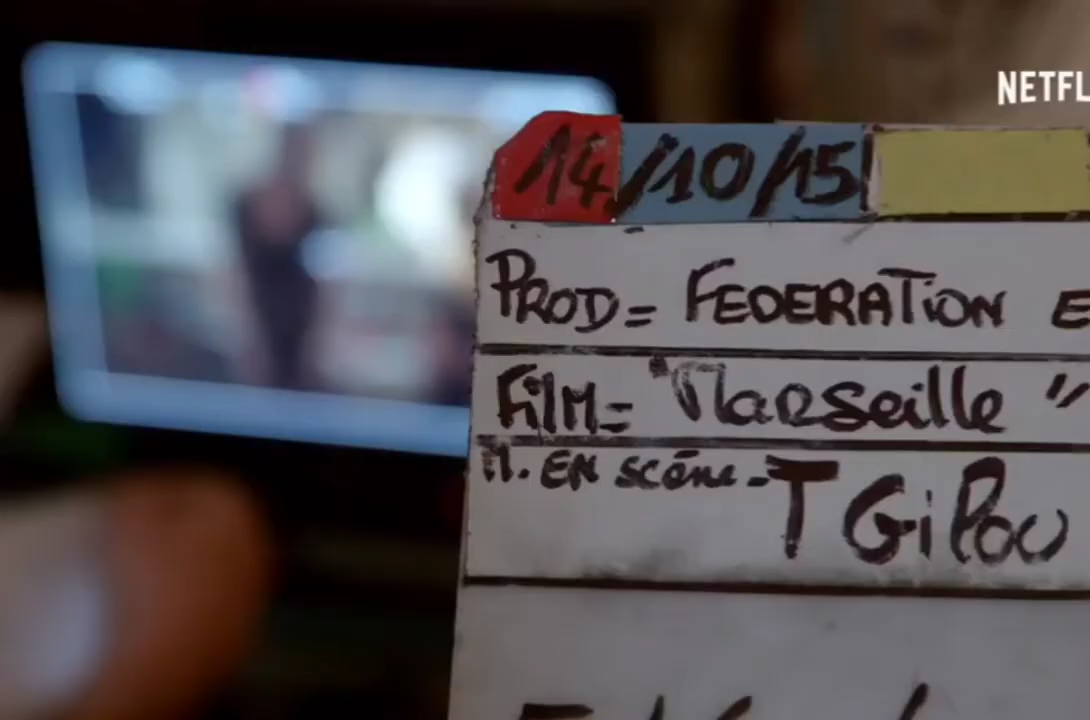 NETFL
14/10/15
PROD= FEDERATION E
FilM= "Marseille"
M. EN scène= T GiLou